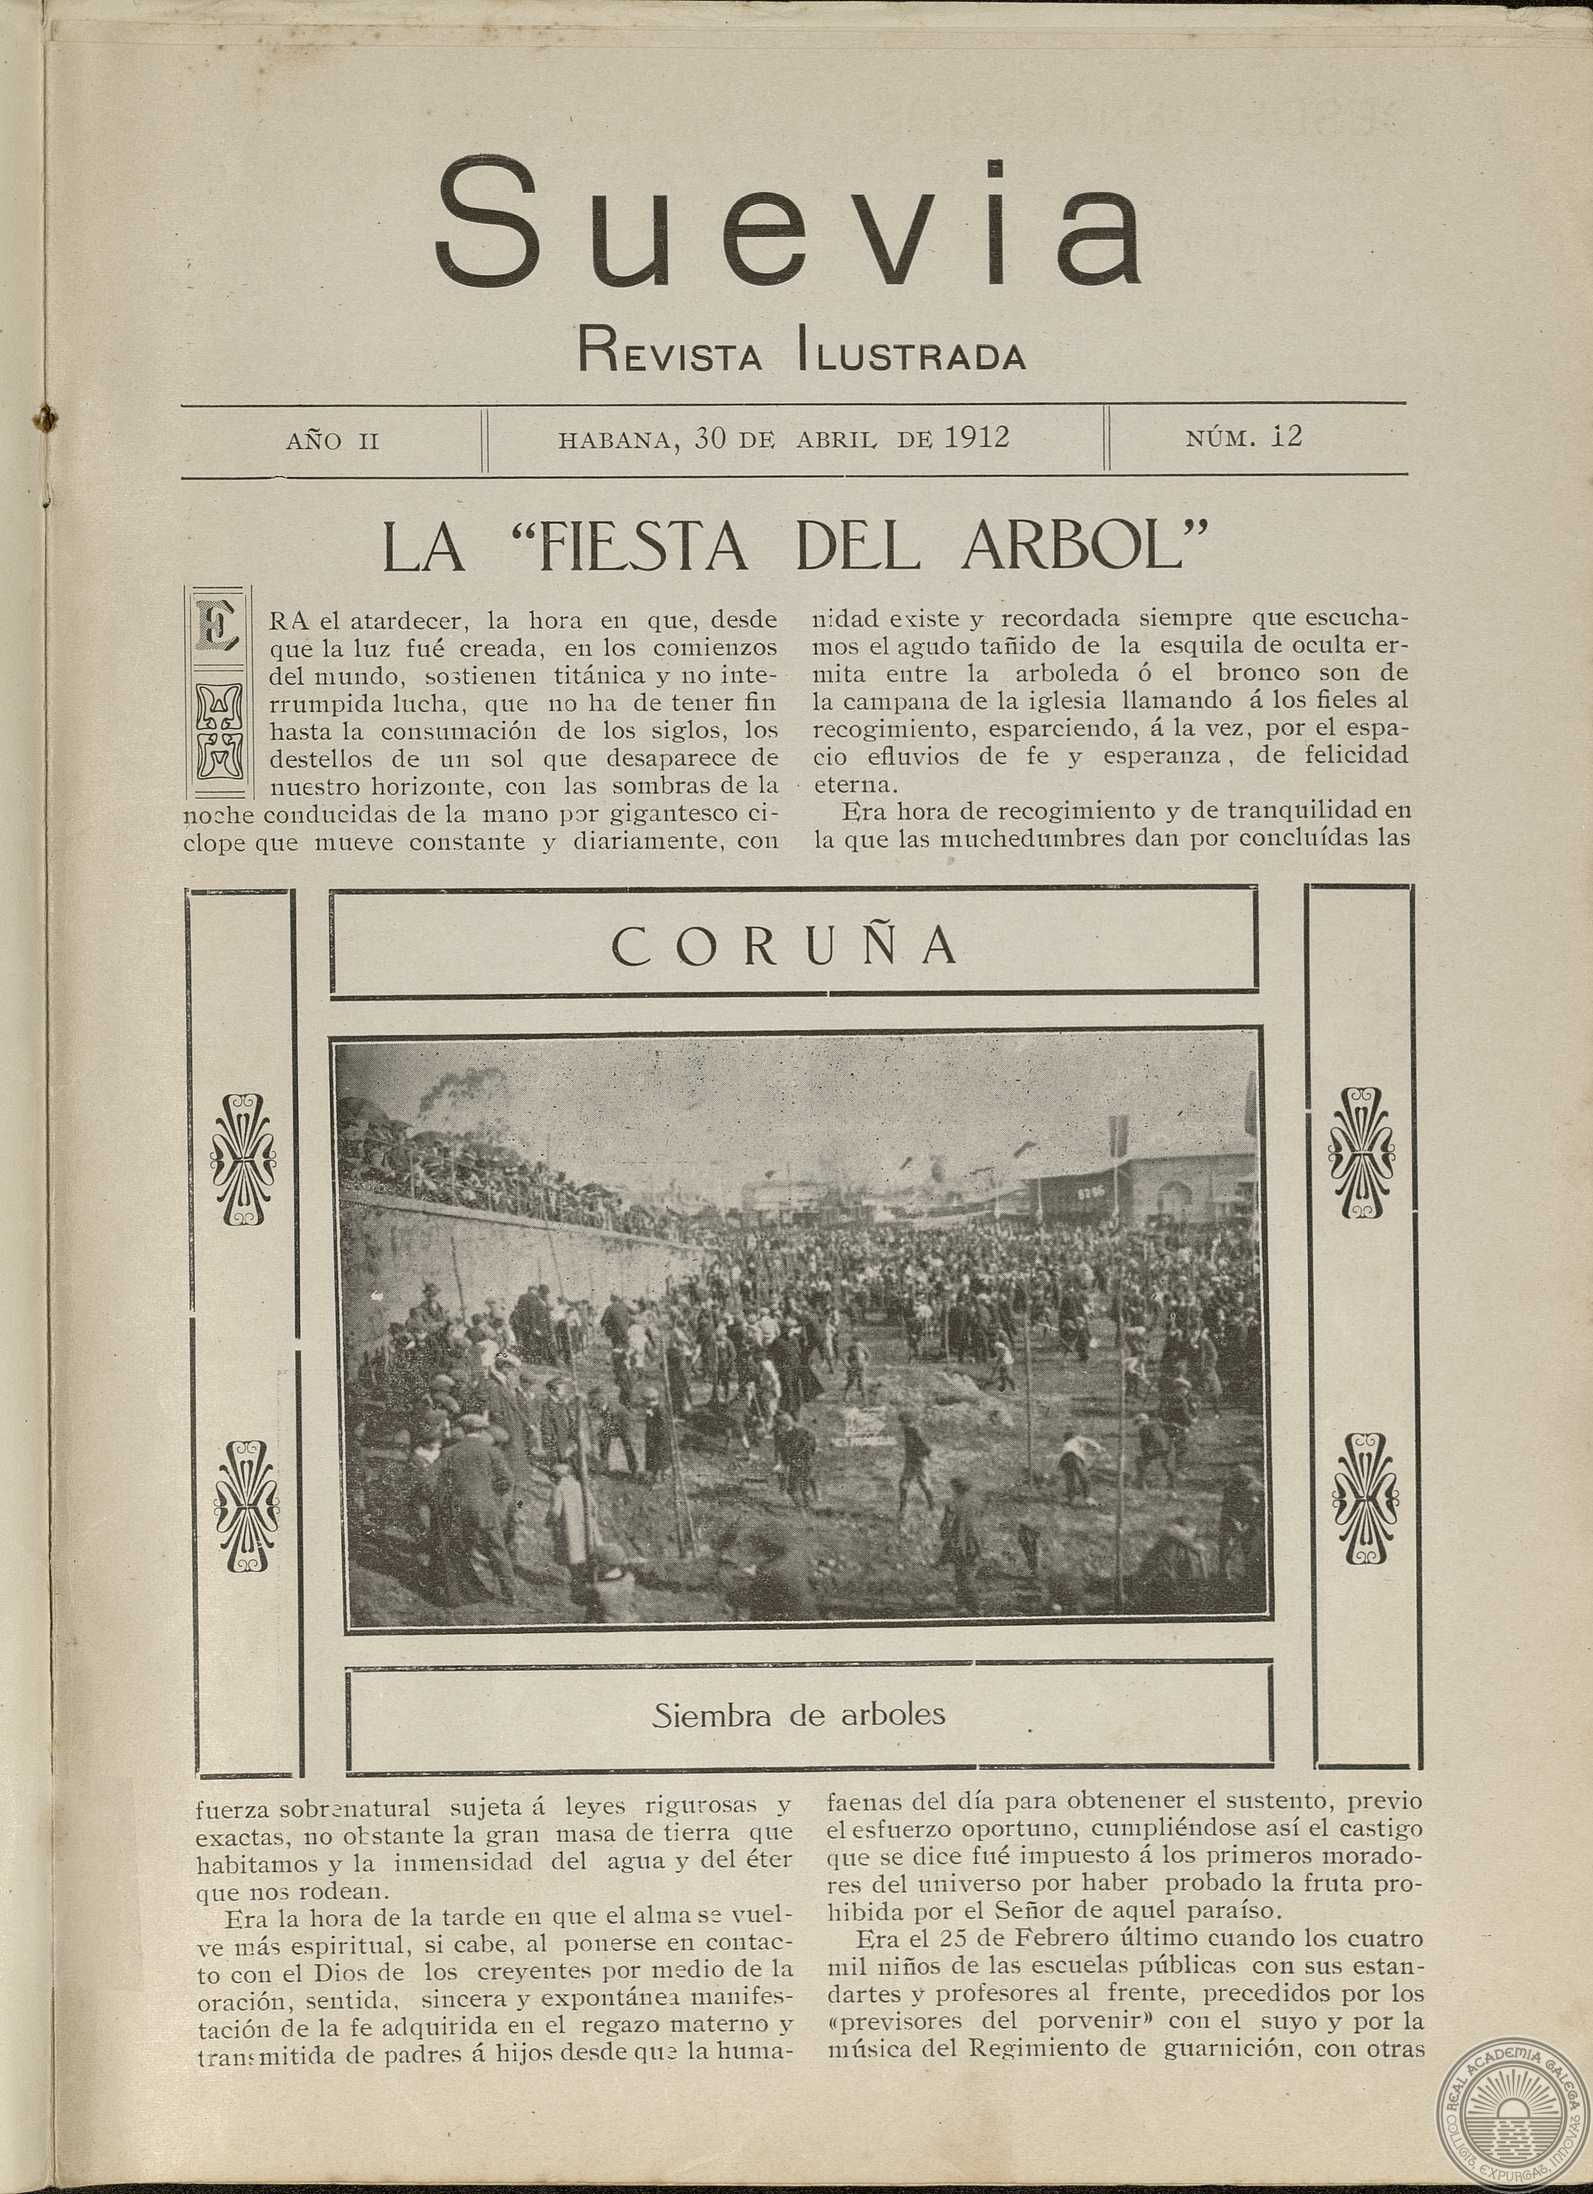 Suevia
REVISTA ILUSTRADA
AÑO II
HABANA, 30 DE ABRIL DE 1912
NÚM. 12
LA "FIESTA DEL ARBOL"
ERA el atardecer, la hora en que, desde
que la luz fué creada, en los comienzos
del mundo, sostienen titánica y no inte-
rrumpida lucha, que no ha de tener fin
hasta la consumación de los siglos, los
destellos de un sol que desaparece de
nuestro horizonte, con las sombras de la
noche conducidas de la mano por gigantesco cí-
clope que mueve constante y diariamente, con
fuerza sobrenatural sujeta á leyes rigurosas y
exactas, no obstante la gran masa de tierra que
habitamos y la inmensidad del agua y del éter
que nos rodean.
Era la hora de la tarde en que el alma se vuel-
ve más espiritual, si cabe, al ponerse en contac-
to con el Dios de los creyentes por medio de la
oración, sentida, sincera y expontánea manifes-
tación de la fe adquirida en el regazo materno y
transmitida de padres á hijos desde que la huma-
nidad existe y recordada siempre que escucha-
mos el agudo tañido de la esquila de oculta er-
mita entre la arboleda ó el bronco son de
la campana de la iglesia llamando á los fieles al
recogimiento, esparciendo, á la vez, por el espa-
cio efluvios de fe y esperanza, de felicidad
eterna.
Era hora de recogimiento y de tranquilidad en
la que las muchedumbres dan por concluídas las
faenas del día para obtenener el sustento, previo
el esfuerzo oportuno, cumpliéndose así el castigo
que se dice fué impuesto á los primeros morado-
res del universo por haber probado la fruta pro-
hibida por el Señor de aquel paraíso.
Era el 25 de Febrero último cuando los cuatro
mil niños de las escuelas públicas con sus estan-
dartes y profesores al frente, precedidos por los
«previsores del porvenir» con el suyo y por la
música del Regimiento de guarnición, con otras
CORUÑA
Siembra de arboles
REAL ACADEMIA GALEGA
COLLIGIT, EXPURGAT, INNOVAT